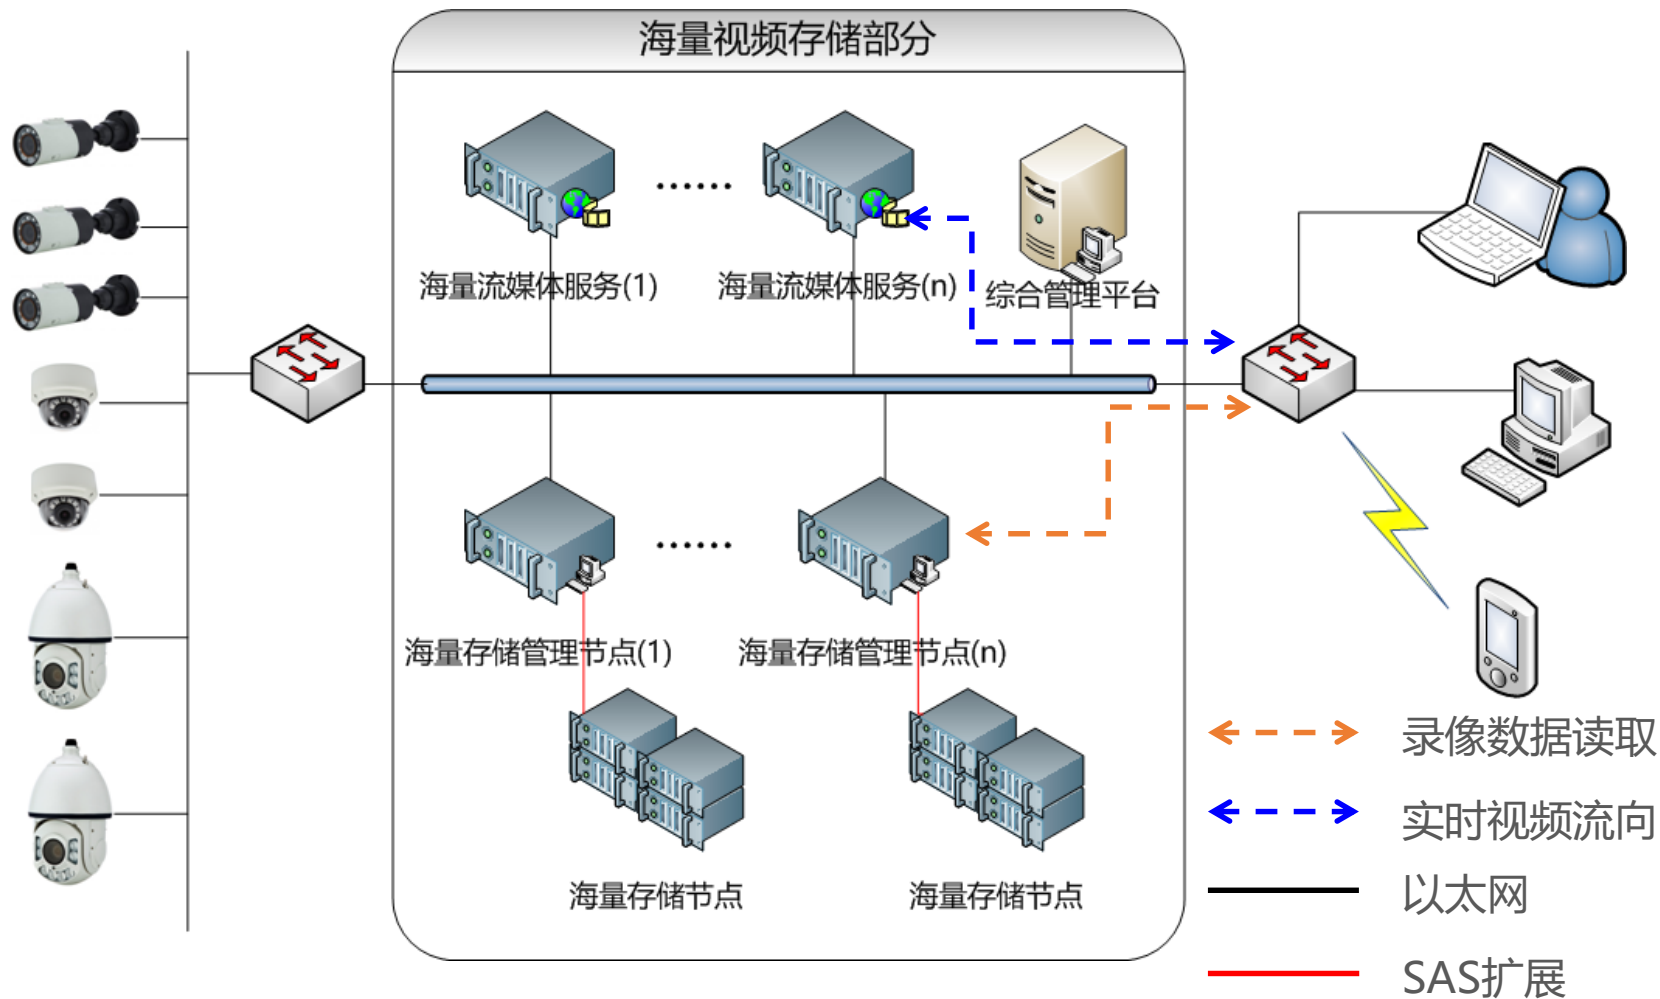 海量视频存储部分
······
海量流媒体服务(1)
海量流媒体服务(n)
综合管理平台
······
海量存储管理节点(1)
海量存储管理节点(n)
海量存储节点
海量存储节点
录像数据读取
实时视频流向
以太网
SAS扩展